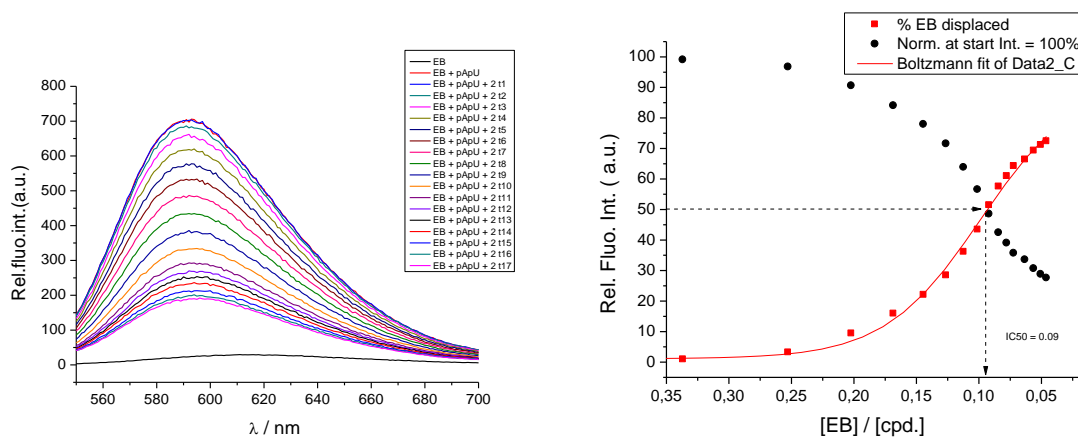 Rel.fluo.int.(a.u.)
800
700
600
500
400
300
200
100
0
560
580
600
620
640
660
680
700
λ / nm
EB
EB + pApU
EB + pApU + 2 t1
EB + pApU + 2 t2
EB + pApU + 2 t3
EB + pApU + 2 t4
EB + pApU + 2 t5
EB + pApU + 2 t6
EB + pApU + 2 t7
EB + pApU + 2 t8
EB + pApU + 2 t9
EB + pApU + 2 t10
EB + pApU + 2 t11
EB + pApU + 2 t12
EB + pApU + 2 t13
EB + pApU + 2 t14
EB + pApU + 2 t15
EB + pApU + 2 t16
EB + pApU + 2 t17
% EB displaced
Norm. at start Int. = 100%
Boltzmann fit of Data2_C
Rel. Fluo. Int. ( a.u.)
100
90
80
70
60
50
40
30
20
10
0
IC50 = 0.09
0,35
0,30
0,25
0,20
0,15
0,10
0,05
[EB] / [cpd.]